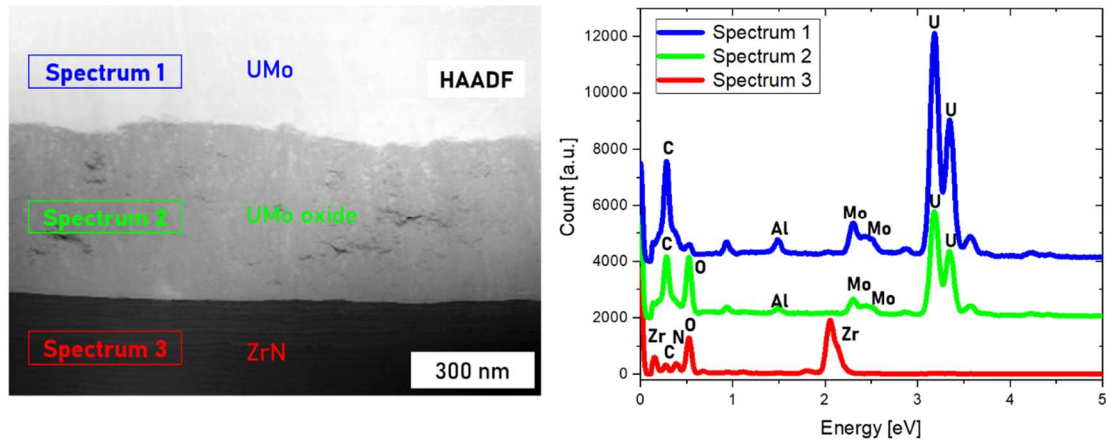 Spectrum 1
UMo
HAADF
Spectrum 2
UMo oxide
Spectrum 3
ZrN
300 nm
Spectrum 1
Spectrum 2
Spectrum 3
Count [a.u.]
12000
10000
8000
6000
4000
2000
0
U
U
C
Al
Mo
Mo
U
U
C
O
Al
Mo
Mo
Zr
C
N
O
Zr
0
1
2
3
4
5
Energy [eV]